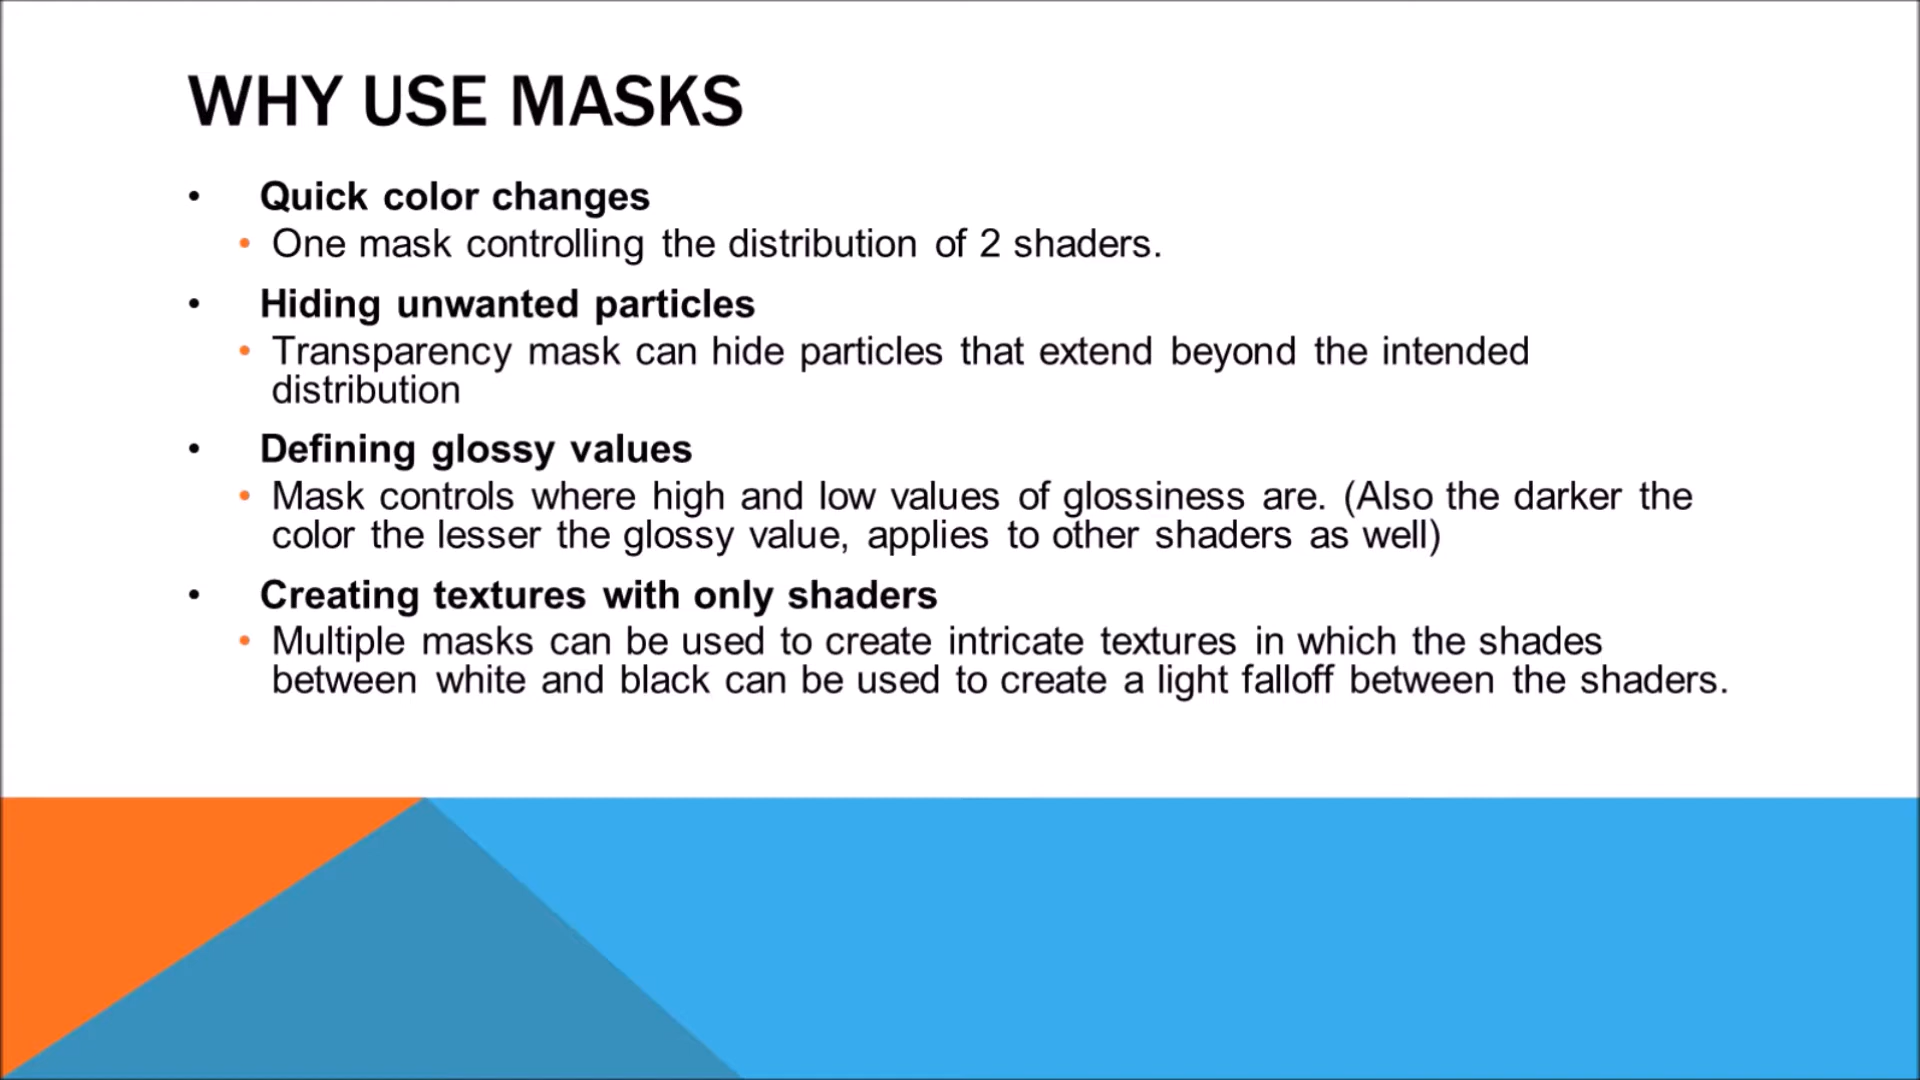 WHY USE MASKS
• Quick color changes
• One mask controlling the distribution of 2 shaders.
• Hiding unwanted particles
• Transparency mask can hide particles that extend beyond the intended
distribution
• Defining glossy values
• Mask controls where high and low values of glossiness are. (Also the darker the
color the lesser the glossy value, applies to other shaders as well)
• Creating textures with only shaders
• Multiple masks can be used to create intricate textures in which the shades
between white and black can be used to create a light falloff between the shaders.